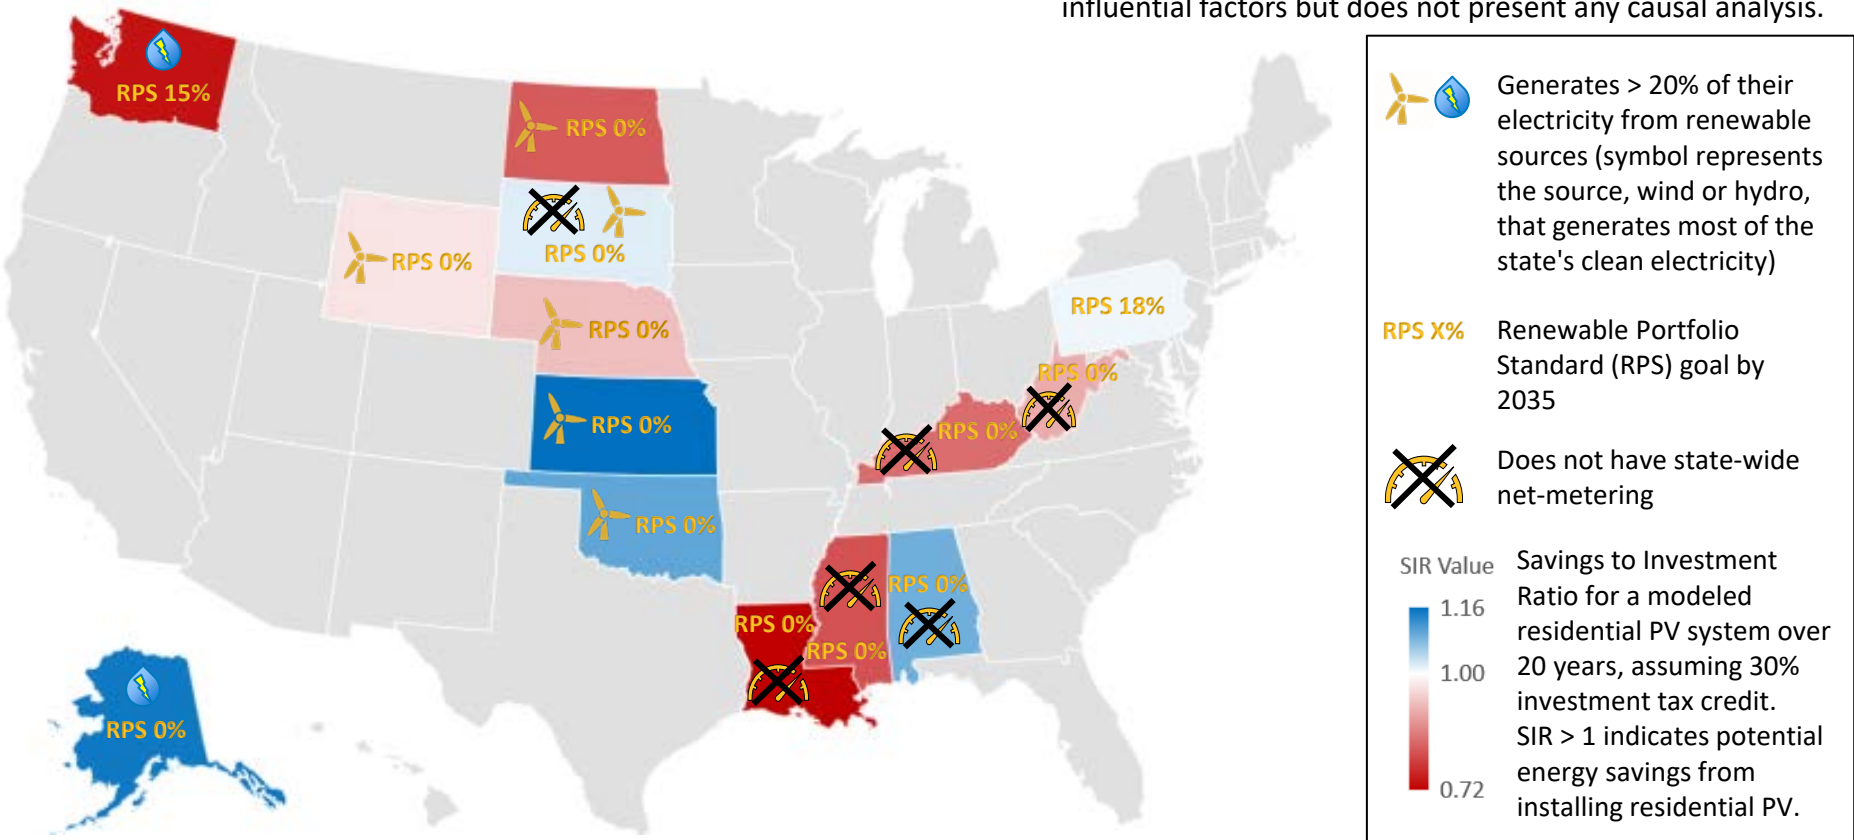 influential factors but does not present any causal analysis.
RPS 15%
RPS 0%
RPS 0%
RPS 0%
RPS 0%
RPS 18%
RPS 0%
RPS 0%
RPS 0%
RPS 0%
RPS 0%
RPS 0%
RPS 0%
RPS 0%
Generates > 20% of their
electricity from renewable
sources (symbol represents
the source, wind or hydro,
that generates most of the
state's clean electricity)
RPS X%
Renewable Portfolio
Standard (RPS) goal by
2035
Does not have state-wide
net-metering
SIR Value
1.16
1.00
0.72
Savings to Investment
Ratio for a modeled
residential PV system over
20 years, assuming 30%
investment tax credit.
SIR > 1 indicates potential
energy savings from
installing residential PV.